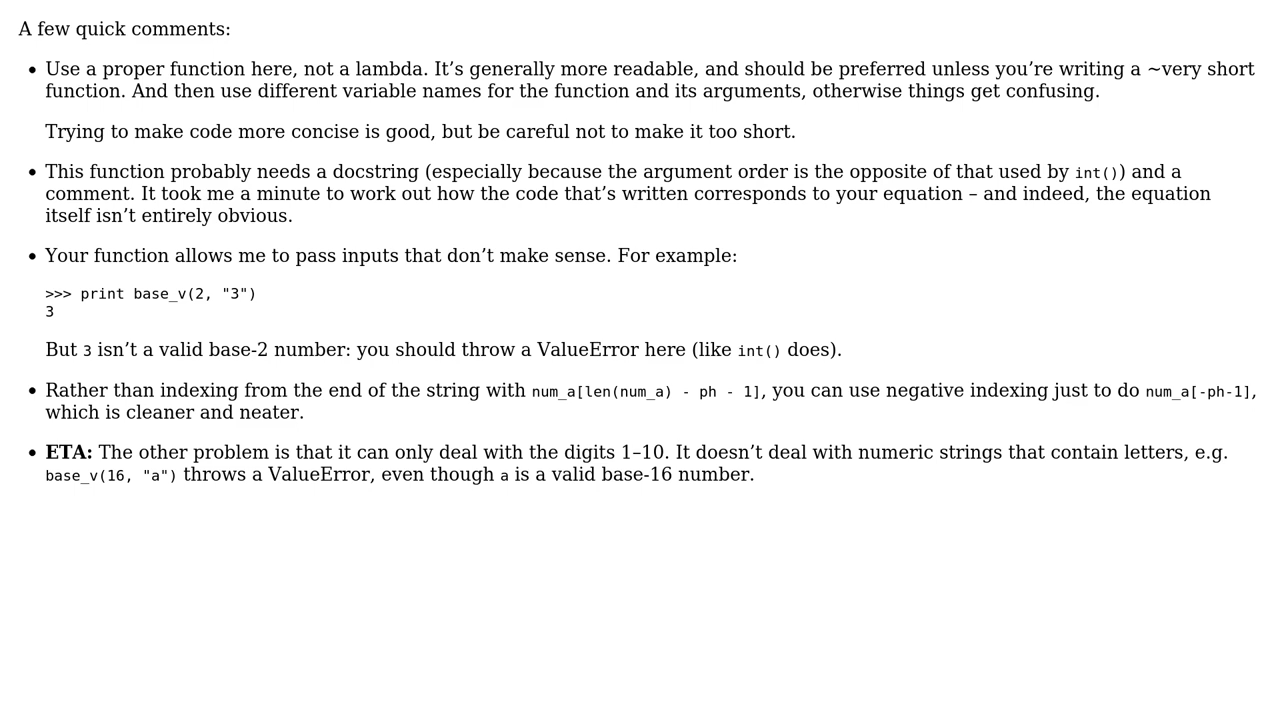 A few quick comments:
• Use a proper function here, not a lambda. It’s generally more readable, and should be preferred unless you’re writing a ~very short
function. And then use different variable names for the function and its arguments, otherwise things get confusing.
Trying to make code more concise is good, but be careful not to make it too short.
• This function probably needs a docstring (especially because the argument order is the opposite of that used by int()) and a
comment. It took me a minute to work out how the code that’s written corresponds to your equation – and indeed, the equation
itself isn’t entirely obvious.
• Your function allows me to pass inputs that don’t make sense. For example:
>>> print base_v(2, "3")
3
But 3 isn’t a valid base-2 number: you should throw a ValueError here (like int() does).
• Rather than indexing from the end of the string with num_a[len(num_a) - ph - 1], you can use negative indexing just to do num_a[-ph-1],
which is cleaner and neater.
• ETA: The other problem is that it can only deal with the digits 1–10. It doesn’t deal with numeric strings that contain letters, e.g.
base_v(16, "a") throws a ValueError, even though a is a valid base-16 number.